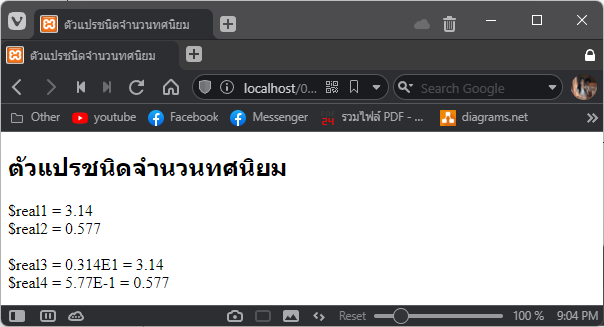 ตัวแปรชนิดจำนวนทศนิยม
ตัวแปรชนิดจำนวนทศนิยม
localhost/0...
Search Google
Other
youtube
Facebook
Messenger
24
รวมไฟล์ PDF - ...
diagrams.net
ตัวแปรชนิดจำนวนทศนิยม
$real1 = 3.14
$real2 = 0.577
$real3 = 0.314E1 = 3.14
$real4 = 5.77E-1 = 0.577
Reset
100 %
9:04 PM